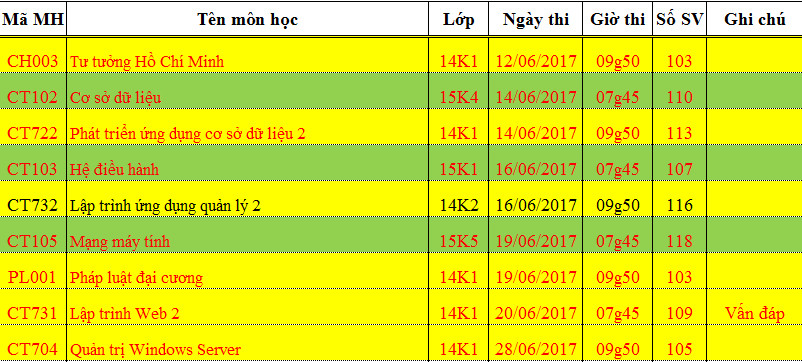 Mã MH Tên môn học Lớp Ngày thi Giờ thi Số SV Ghi chú
CH003 Tư tưởng Hồ Chí Minh 14K1 12/06/2017 09g50 103
CT102 Cơ sở dữ liệu 15K4 14/06/2017 07g45 110
CT722 Phát triển ứng dụng cơ sở dữ liệu 2 14K1 14/06/2017 09g50 113
CT103 Hệ điều hành 15K1 16/06/2017 07g45 107
CT732 Lập trình ứng dụng quản lý 2 14K2 16/06/2017 09g50 116
CT105 Mạng máy tính 15K5 19/06/2017 07g45 118
PL001 Pháp luật đại cương 14K1 19/06/2017 09g50 103
CT731 Lập trình Web 2 14K1 20/06/2017 07g45 109 Vấn đáp
CT704 Quản trị Windows Server 14K1 28/06/2017 09g50 105